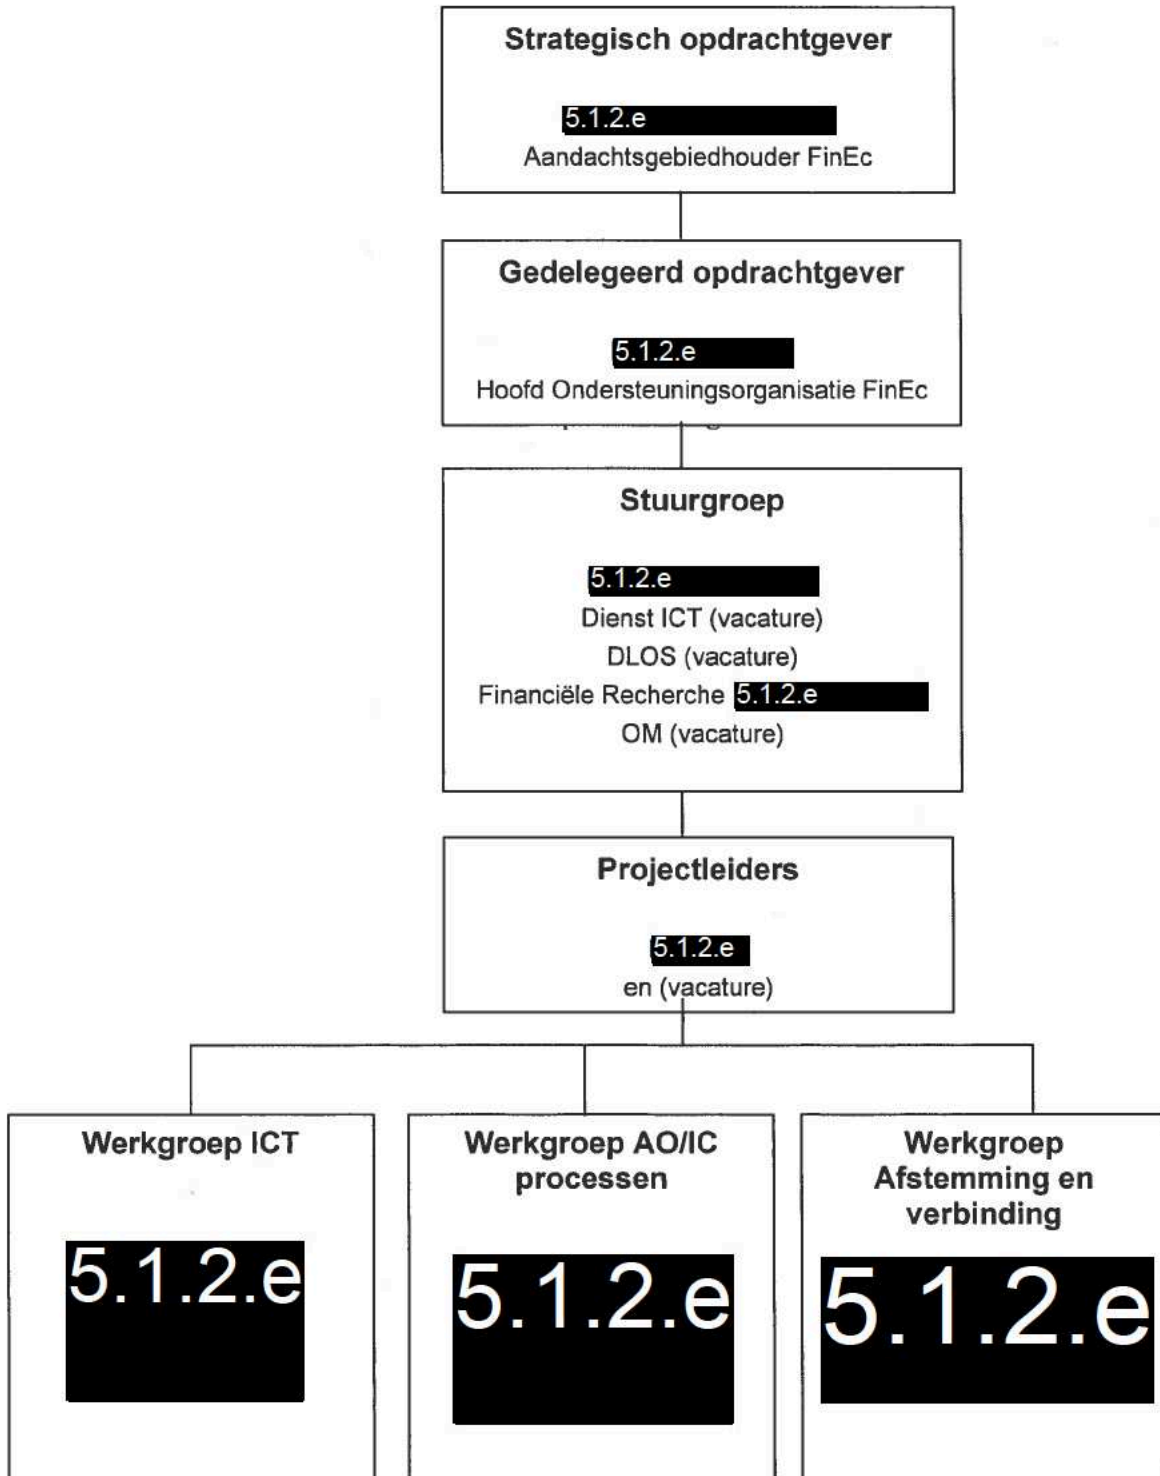 Strategisch opdrachtgever
5.1.2.e
Aandachtsgebiedhouder FinEc
Gedelegeerd opdrachtgever
5.1.2.e
Hoofd Ondersteuningsorganisatie FinEc
Stuurgroep
5.1.2.e
Dienst ICT (vacature)
DLOS (vacature)
Financiële Recherche 5.1.2.e
OM (vacature)
Projectleiders
5.1.2.e
en (vacature)
Werkgroep ICT
5.1.2.e
Werkgroep AO/IC
processen
5.1.2.e
Werkgroep
Afstemming en
verbinding
5.1.2.e